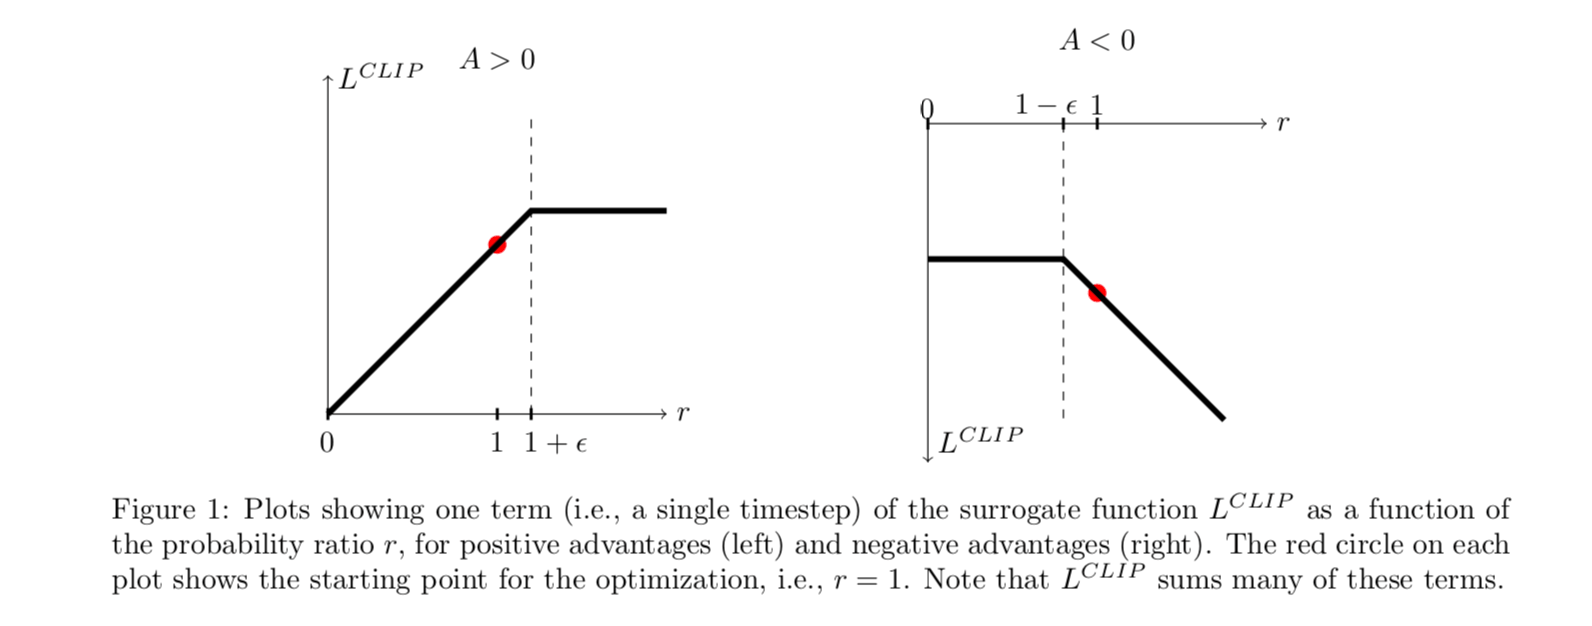 L^{CLIP}
A > 0
0
1
1 + ϵ
r
A < 0
0
1 − ϵ
1
r
L^{CLIP}
Figure 1: Plots showing one term (i.e., a single timestep) of the surrogate function L^{CLIP} as a function of
the probability ratio r, for positive advantages (left) and negative advantages (right). The red circle on each
plot shows the starting point for the optimization, i.e., r = 1. Note that L^{CLIP} sums many of these terms.